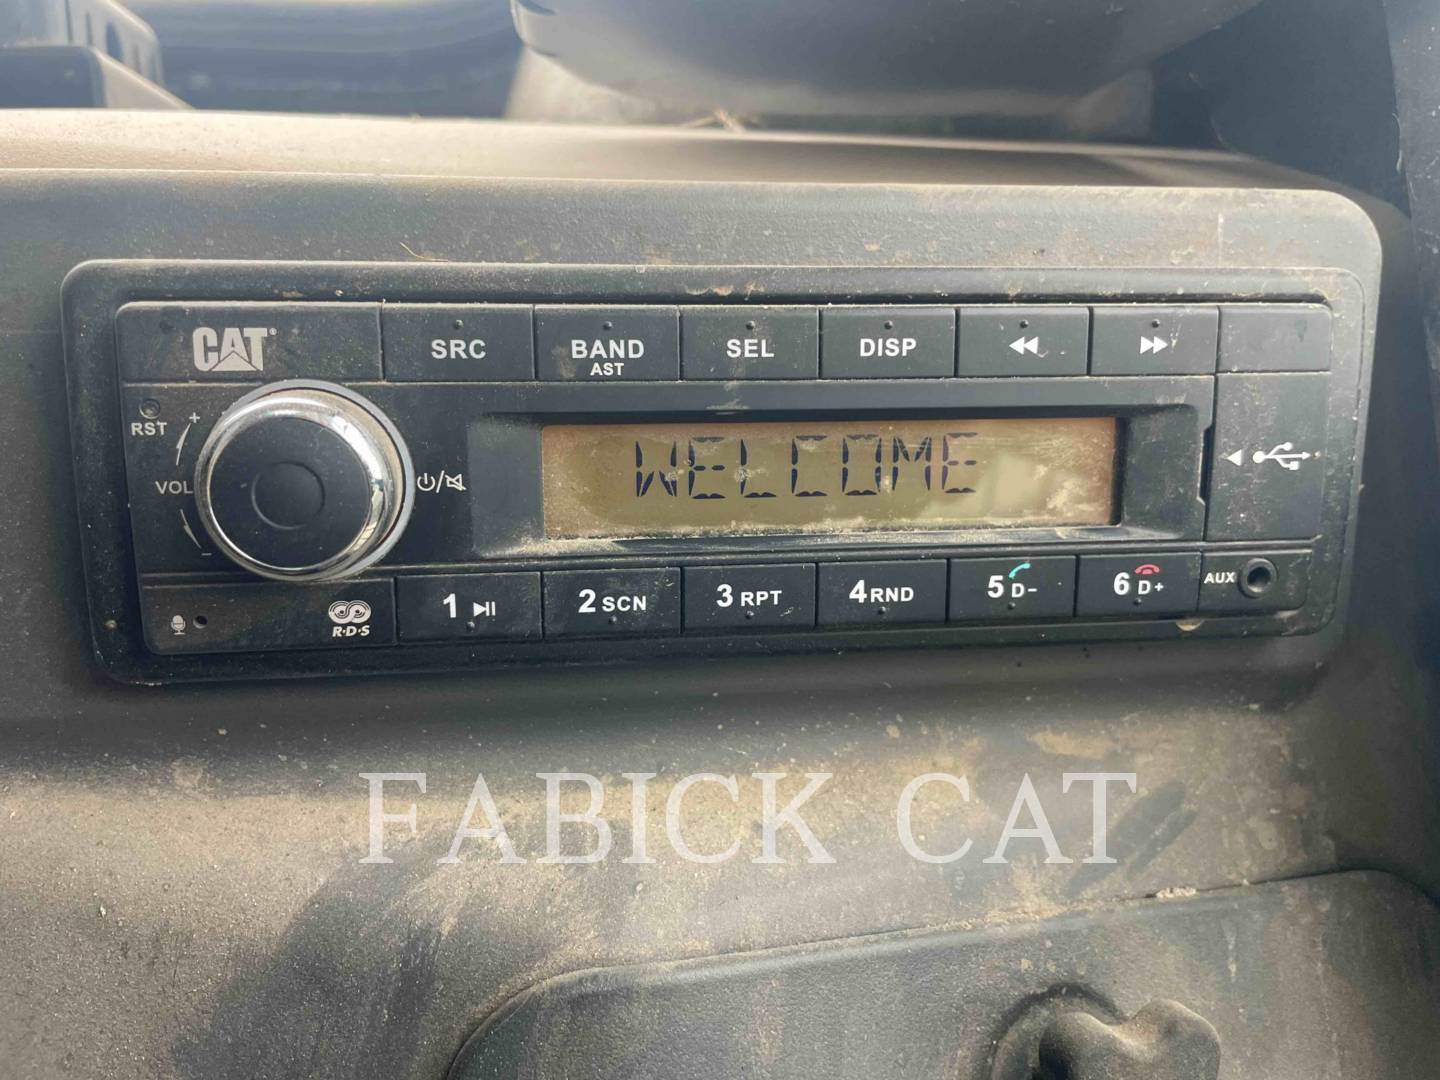 CAT®
SRC
BAND
AST
SEL
DISP
RST
+
VOL
-
WELCOME
1
2 SCN
3 RPT
4 RND
5 D-
6 D+
AUX
R·D·S
FABICK CAT